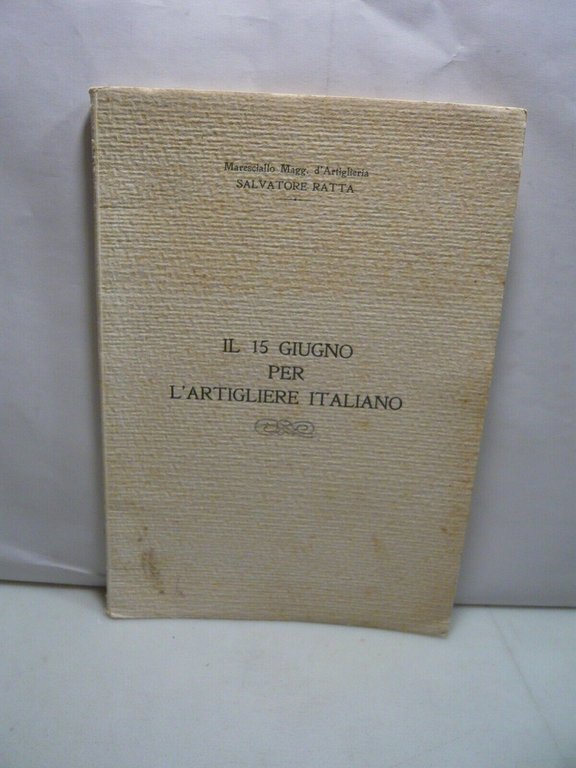 Maresciallo Magg. d'Artiglieria
SALVATORE RATTA
IL 15 GIUGNO
PER
L'ARTIGLIERE ITALIANO